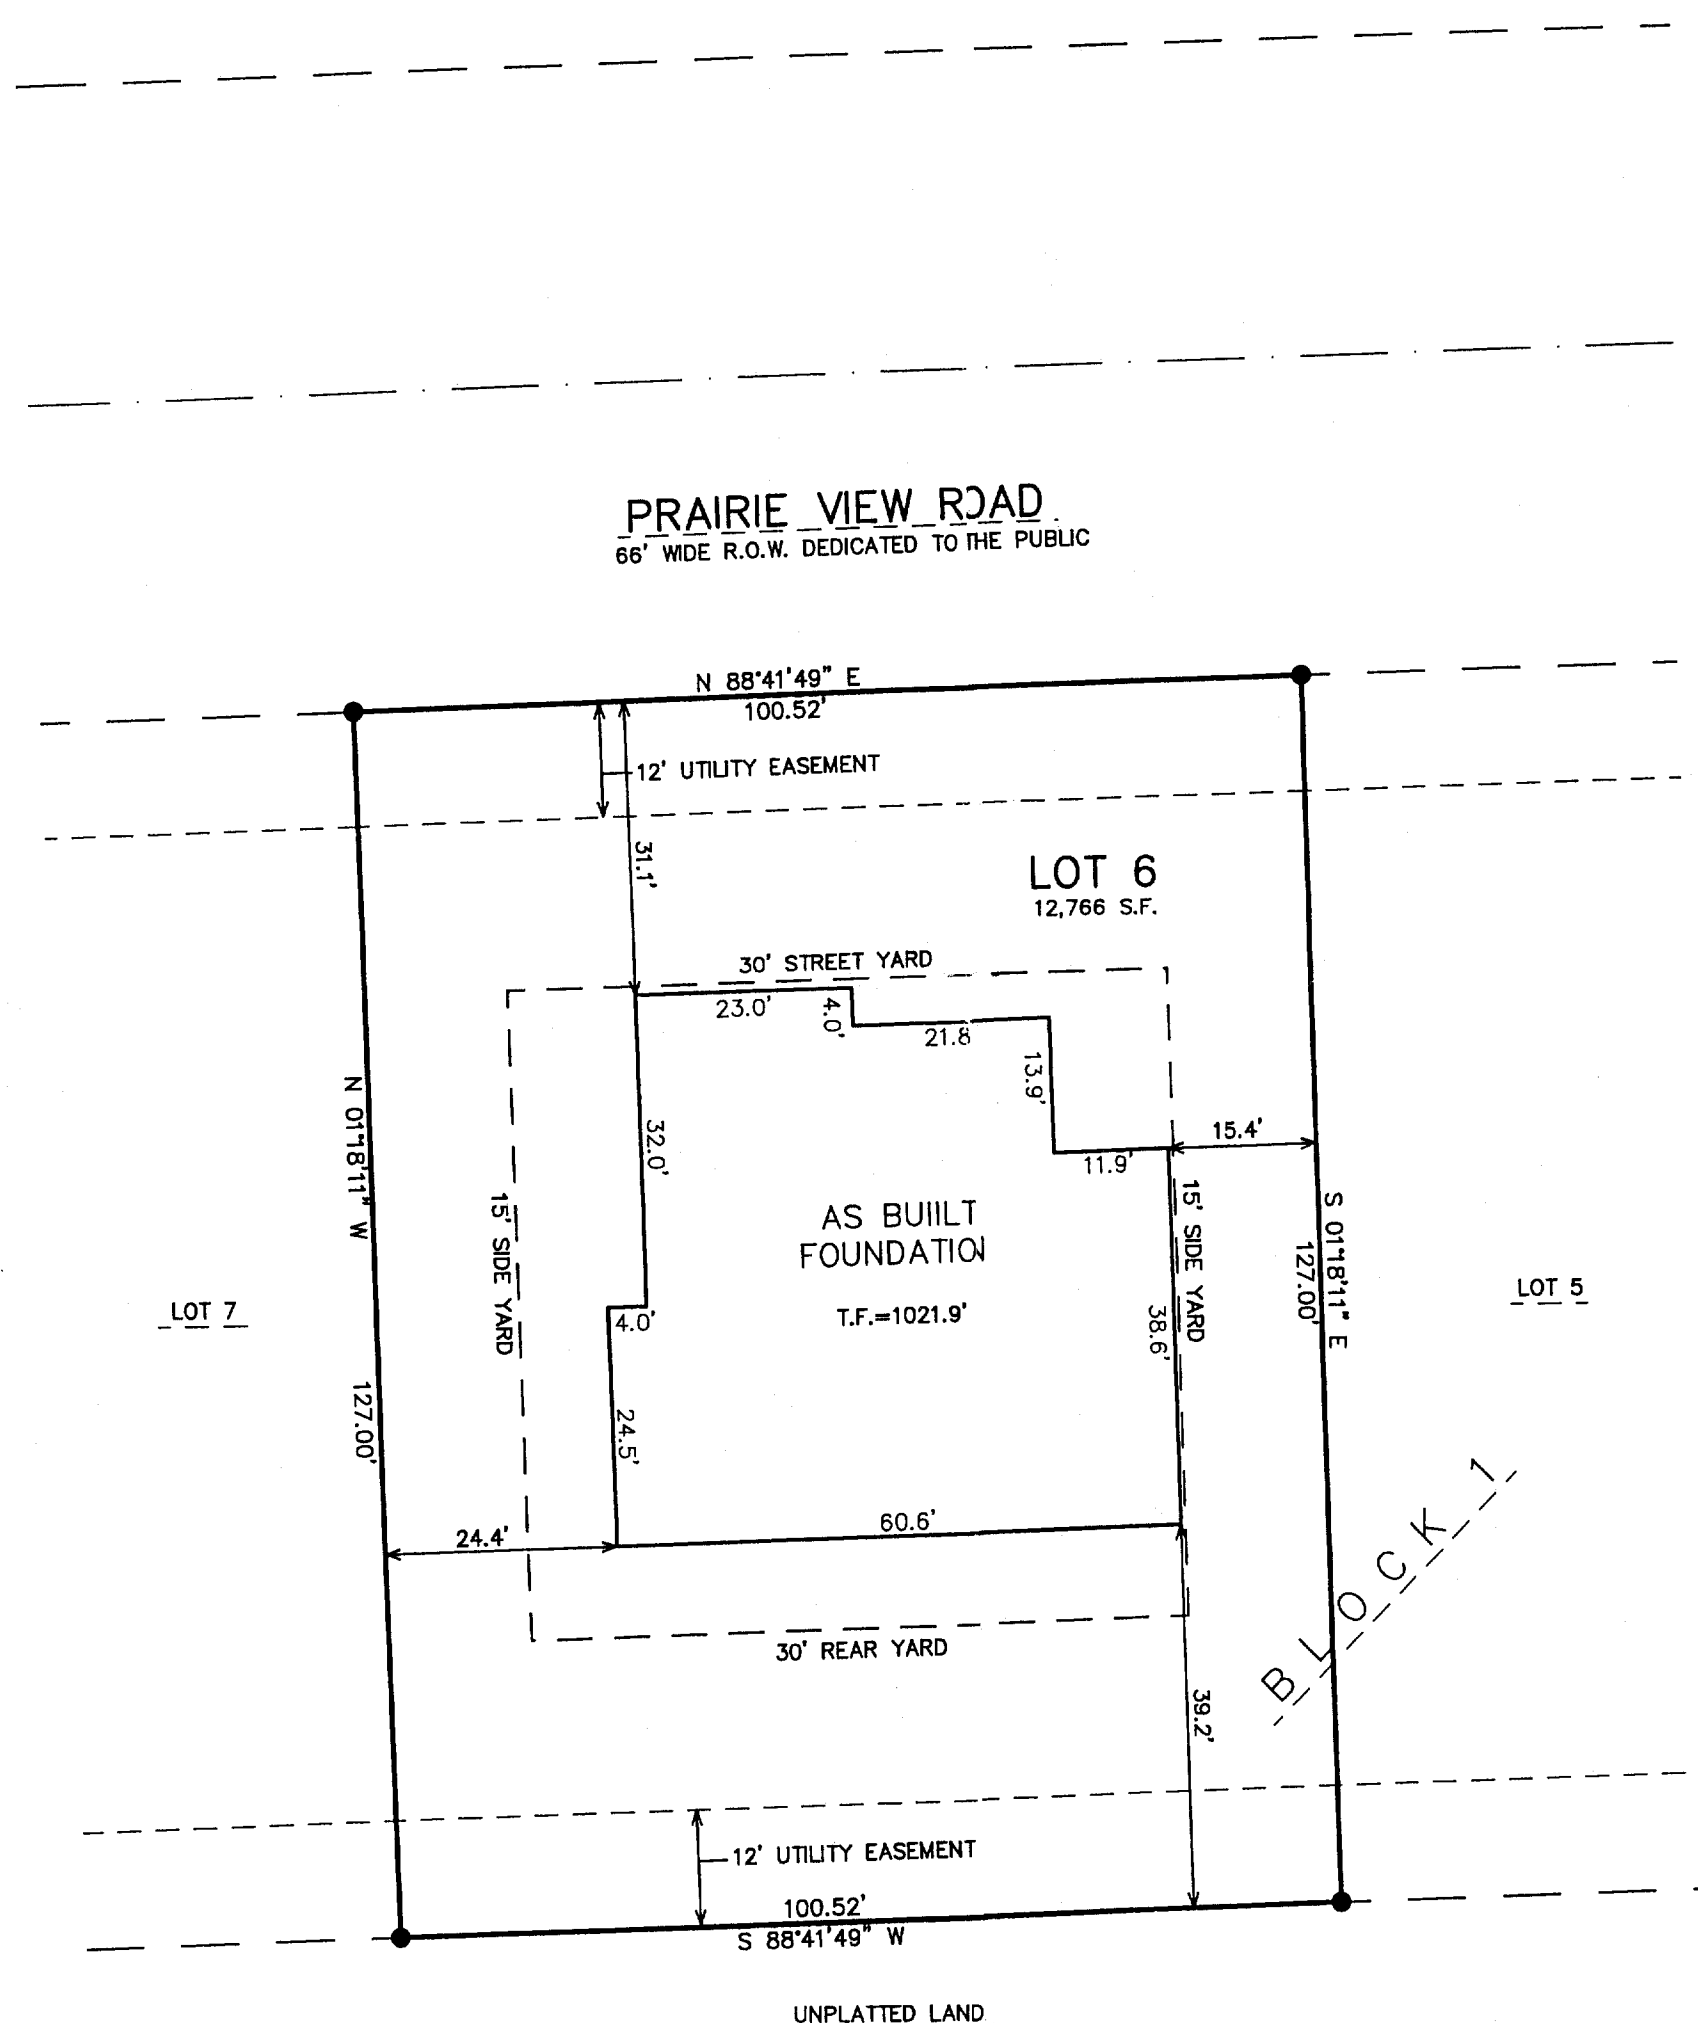 PRAIRIE VIEW ROAD
66' WIDE R.O.W. DEDICATED TO THE PUBLIC
N 88°41'49" E
100.52'
12' UTILITY EASEMENT
31.1'
LOT 6
12,766 S.F.
30' STREET YARD
23.0'
4.0'
21.8
13.9'
11.9'
15.4'
N 01°18'11" W
127.00'
15' SIDE YARD
32.0'
AS BUIILT
FOUNDATION
T.F.=1021.9'
15' SIDE YARD
38.6'
S 01°18'11" E
127.00'
LOT 7
LOT 5
4.0'
24.5'
24.4'
60.6'
30' REAR YARD
39.2'
BLOCK 1
12' UTILITY EASEMENT
100.52'
S 88°41'49" W
UNPLATTED LAND